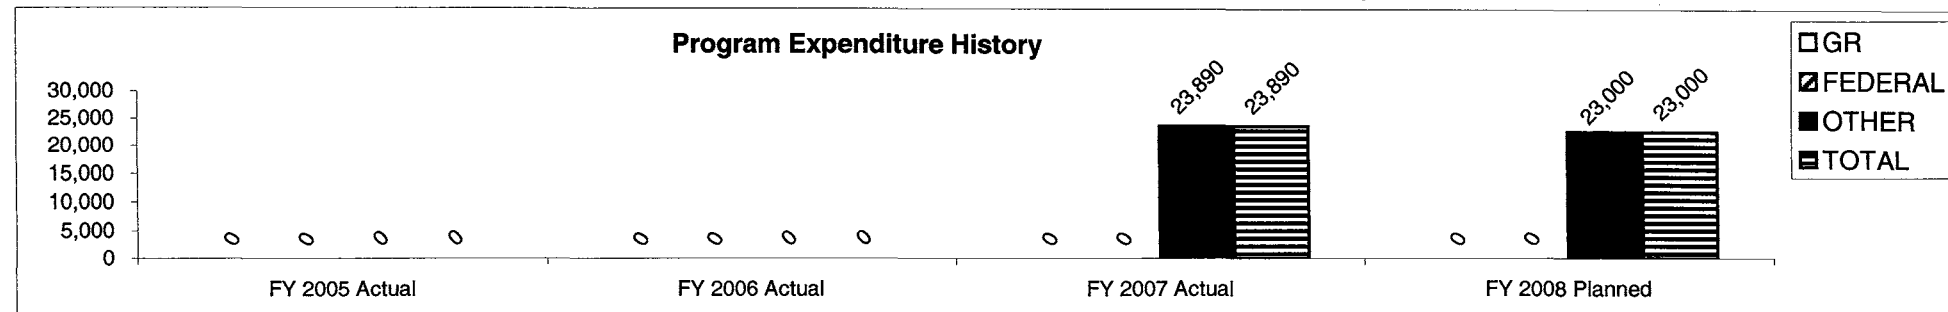 Program Expenditure History
GR
FEDERAL
OTHER
TOTAL
30,000
25,000
20,000
15,000
10,000
5,000
0
0 0 0 0 0 0 0 0 0 0 23,890 23,890 0 0 23,000 23,000
FY 2005 Actual FY 2006 Actual FY 2007 Actual FY 2008 Planned